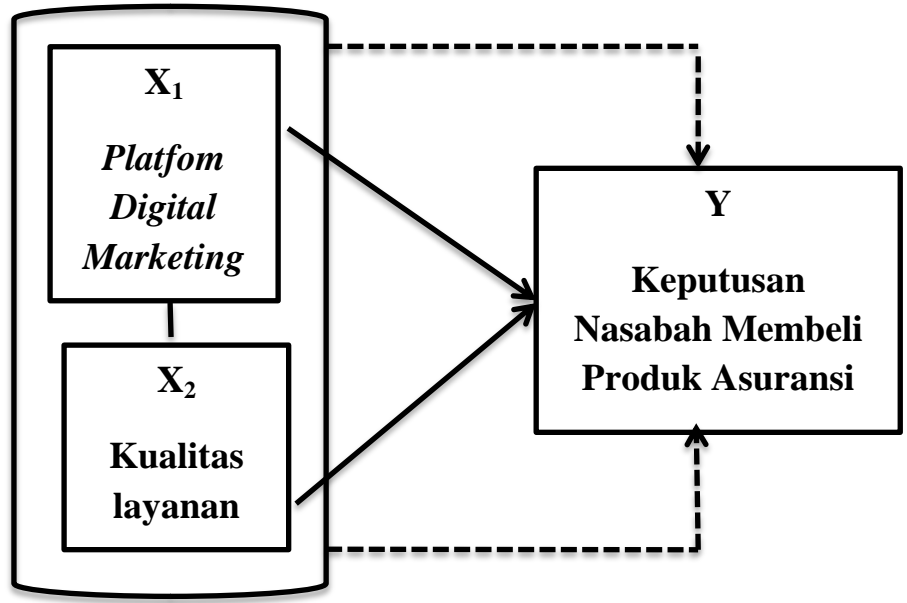 X₁
Platfom
Digital
Marketing
X₂
Kualitas
layanan
Y
Keputusan
Nasabah Membeli
Produk Asuransi